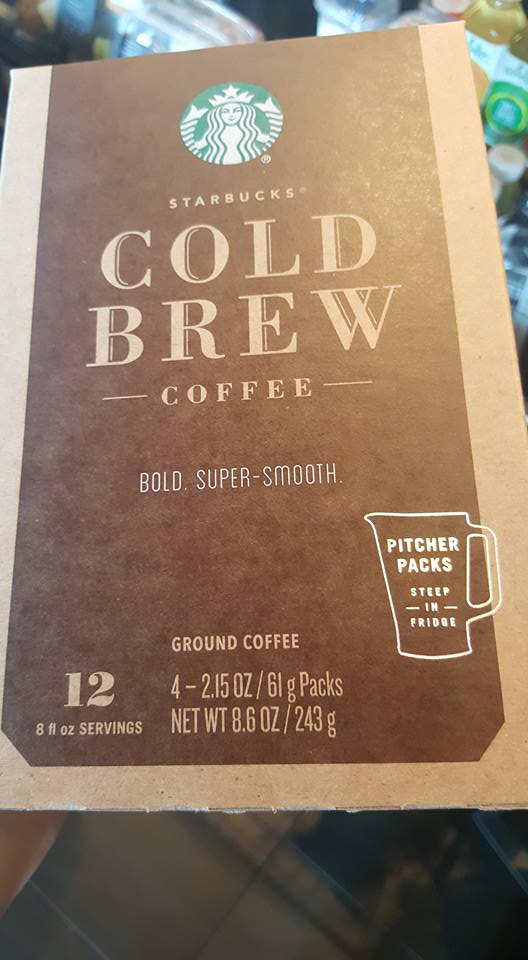 STARBUCKS®
COLD
BREW
COFFEE
BOLD. SUPER-SMOOTH.
PITCHER
PACKS
STEEP
IN
FRIDGE
GROUND COFFEE
12
8 fl oz SERVINGS
4 – 2.15 OZ / 61 g Packs
NET WT 8.6 OZ / 243 g